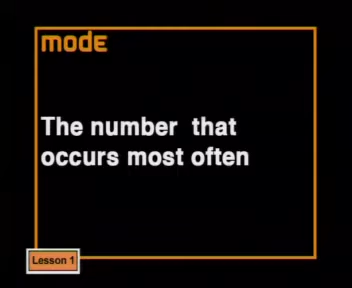 mode
The number that
occurs most often
Lesson 1